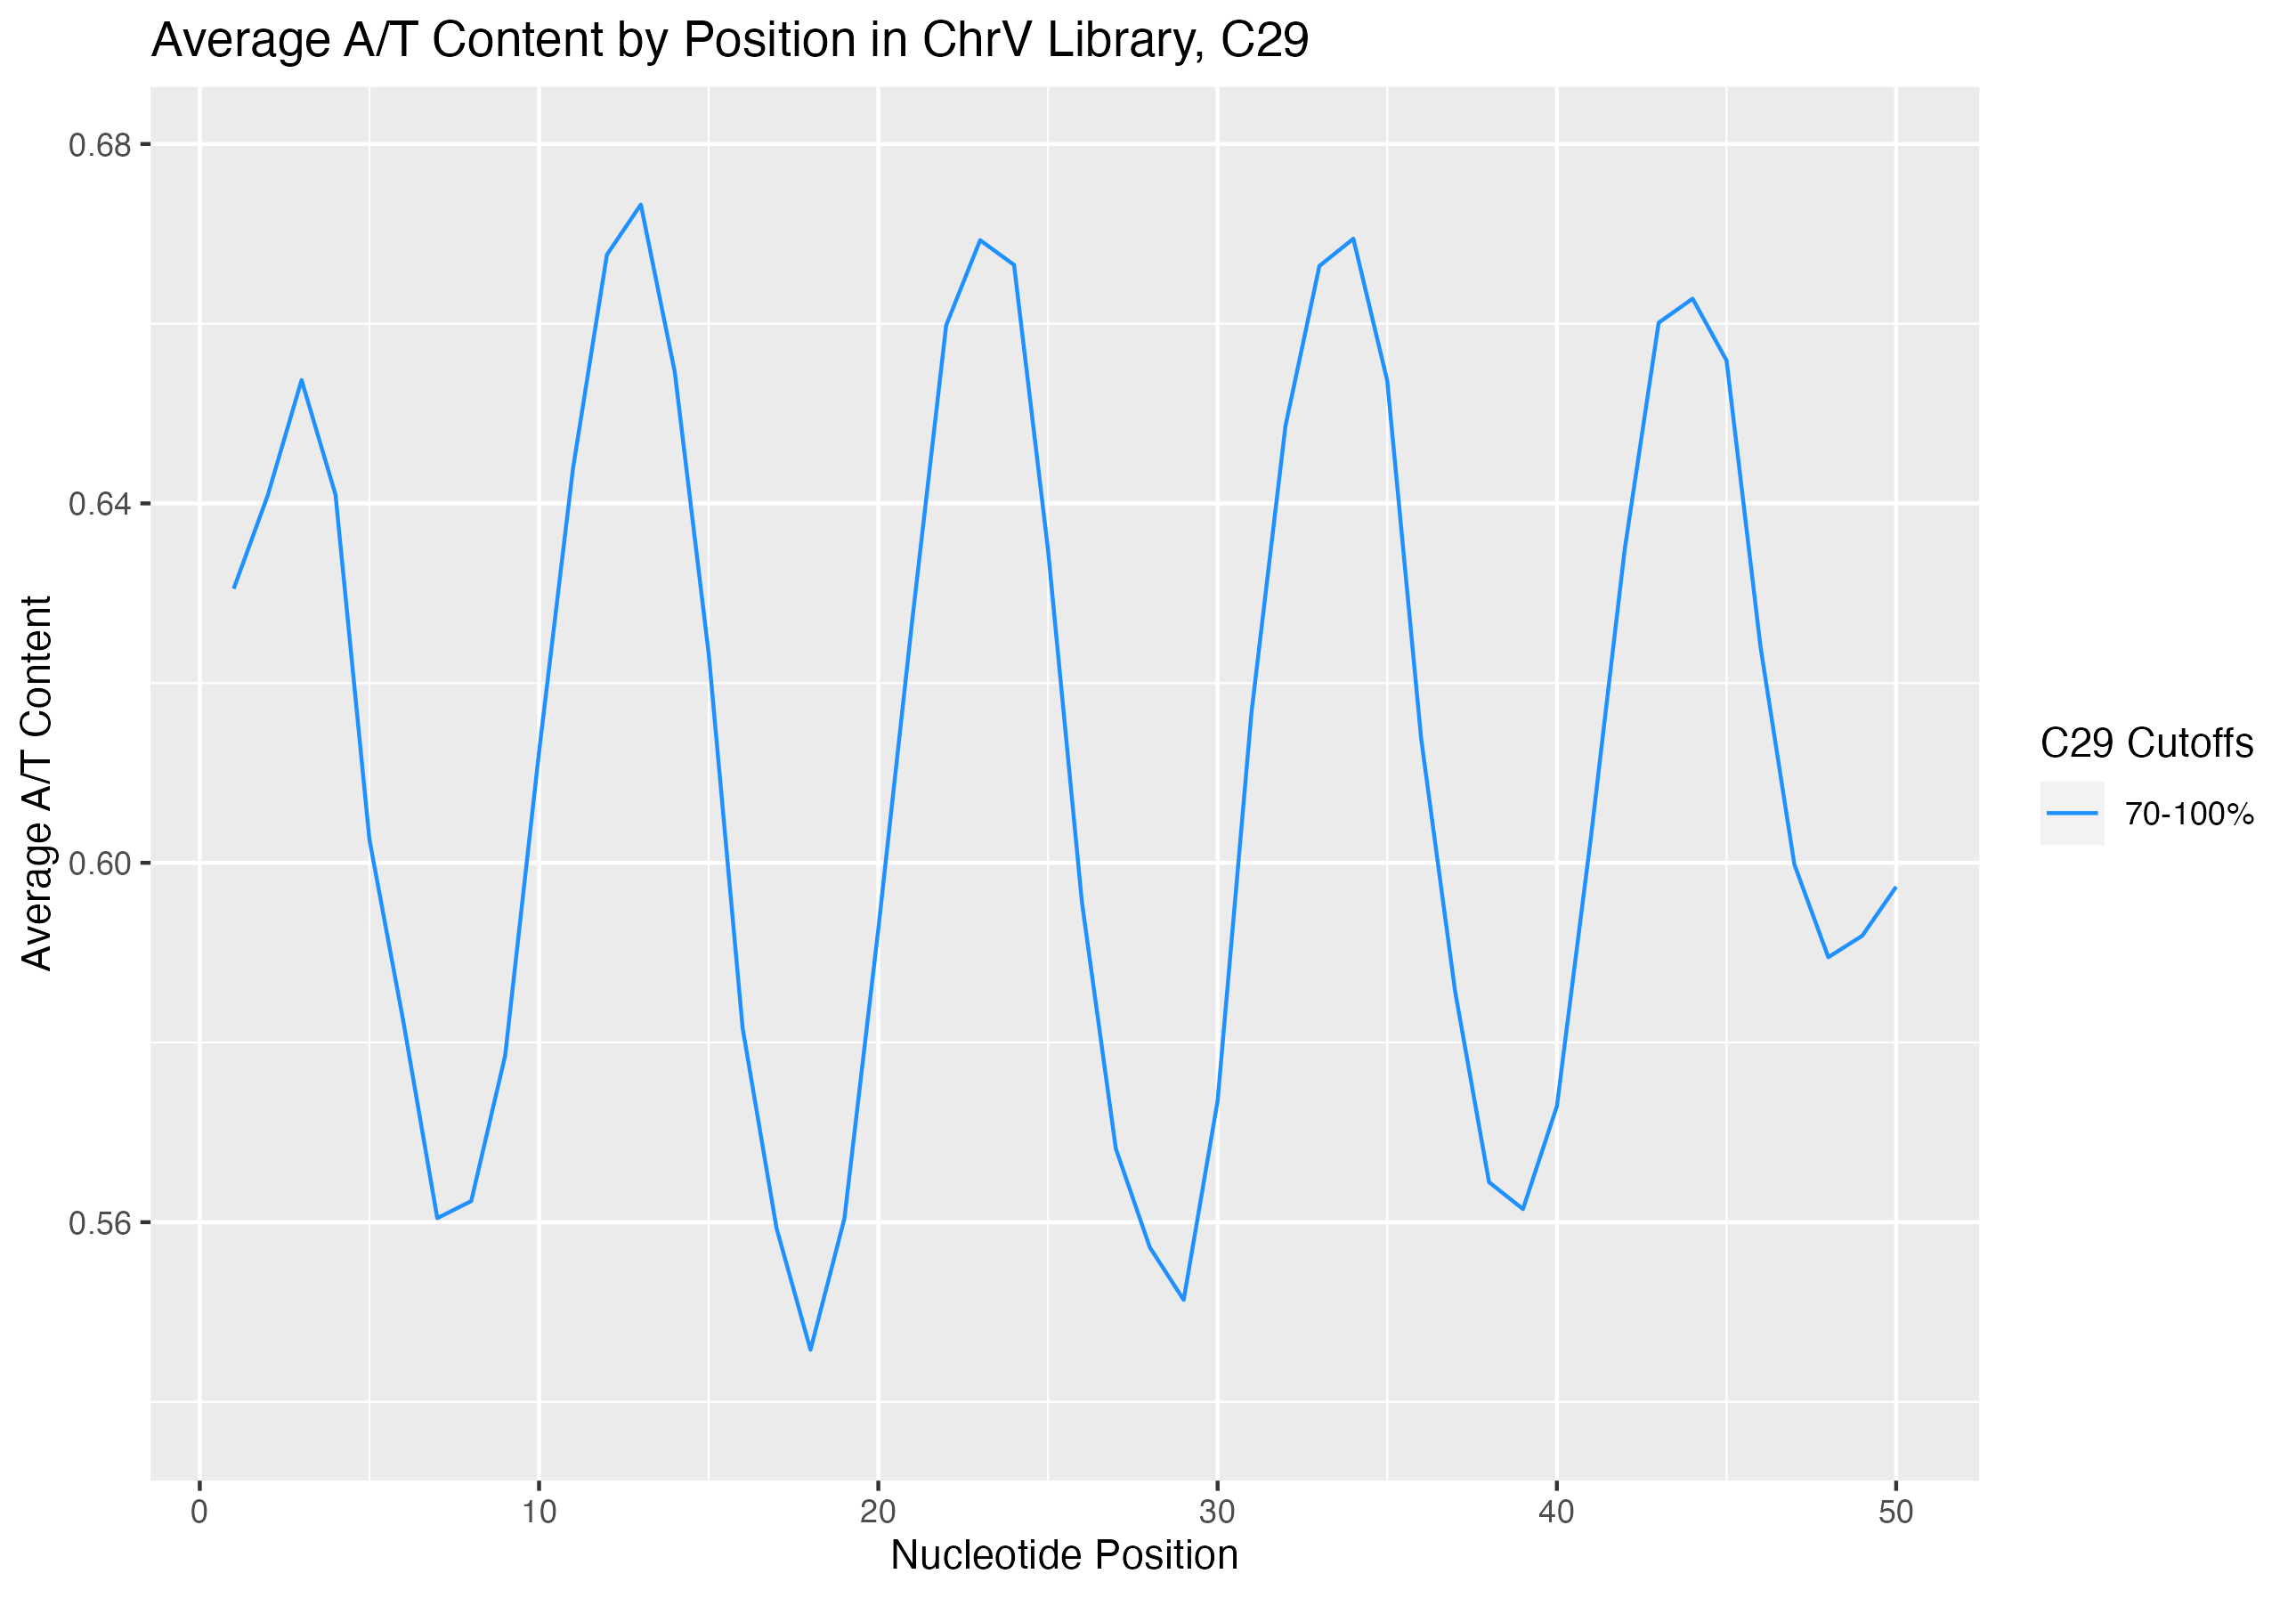 Average A/T Content by Position in ChrV Library, C29
0.68
0.64
0.60
0.56
Average A/T Content
0 10 20 30 40 50
Nucleotide Position
C29 Cutoffs
70-100%